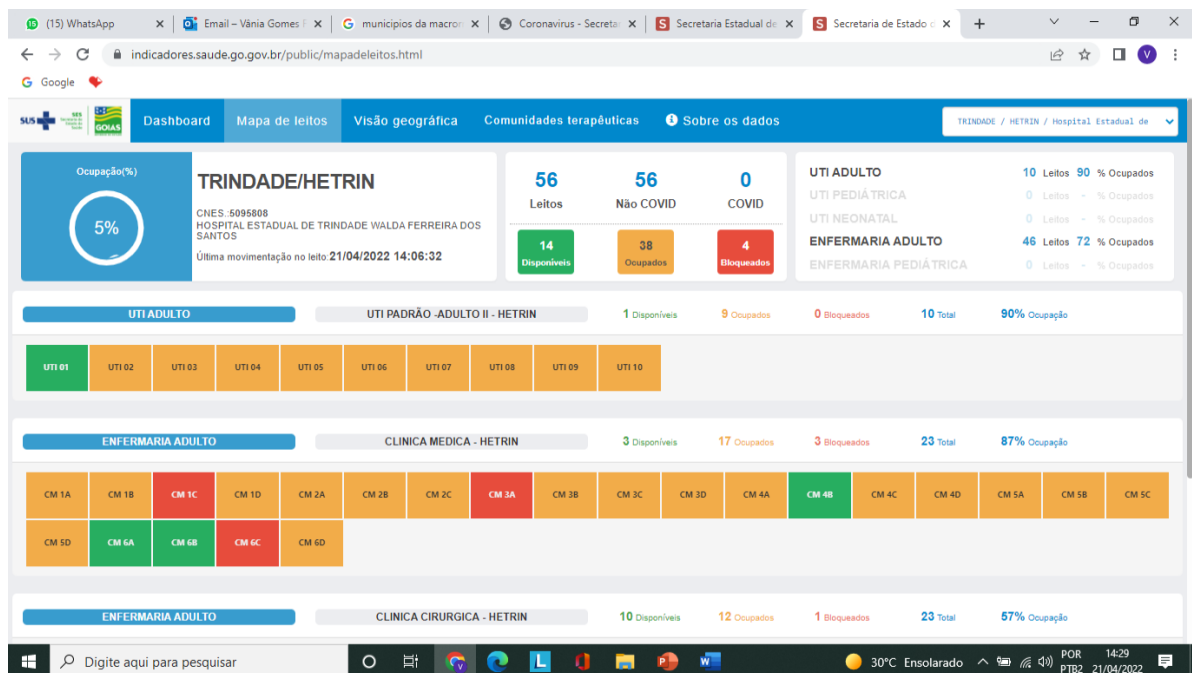 (15) WhatsApp
Email – Vânia Gomes
municipios da macro
Coronavirus - Secreta
Secretaria Estadual de
Secretaria de Estado d
indicadores.saude.go.gov.br/public/mapadeleitos.html
Google
SUS
SES
GOIÁS
Dashboard
Mapa de leitos
Visão geográfica
Comunidades terapêuticas
Sobre os dados
TRINDADE / HETRIN / Hospital Estadual de
Ocupação(%)
5%
TRINDADE/HETRIN
CNES.:5095808
HOSPITAL ESTADUAL DE TRINDADE WALDA FERREIRA DOS
SANTOS
Última movimentação no leito:21/04/2022 14:06:32
56 56 0
Leitos Não COVID COVID
14 38 4
Disponíveis Ocupados Bloqueados
UTI ADULTO 10 Leitos 90 % Ocupados
UTI PEDIÁTRICA 0 Leitos - % Ocupados
UTI NEONATAL 0 Leitos - % Ocupados
ENFERMARIA ADULTO 46 Leitos 72 % Ocupados
ENFERMARIA PEDIÁTRICA 0 Leitos - % Ocupados
UTI ADULTO UTI PADRÃO -ADULTO II - HETRIN 1 Disponíveis 9 Ocupados 0 Bloqueados 10 Total 90% Ocupação
UTI 01 UTI 02 UTI 03 UTI 04 UTI 05 UTI 06 UTI 07 UTI 08 UTI 09 UTI 10
ENFERMARIA ADULTO CLINICA MEDICA - HETRIN 3 Disponíveis 17 Ocupados 3 Bloqueados 23 Total 87% Ocupação
CM 1A CM 1B CM 1C CM 1D CM 2A CM 2B CM 2C CM 3A CM 3B CM 3C CM 3D CM 4A CM 4B CM 4C CM 4D CM 5A CM 5B CM 5C
CM 5D CM 6A CM 6B CM 6C CM 6D
ENFERMARIA ADULTO CLINICA CIRURGICA - HETRIN 10 Disponíveis 12 Ocupados 1 Bloqueados 23 Total 57% Ocupação
Digite aqui para pesquisar
30°C Ensolarado
POR 14:29
PTB2 21/04/2022